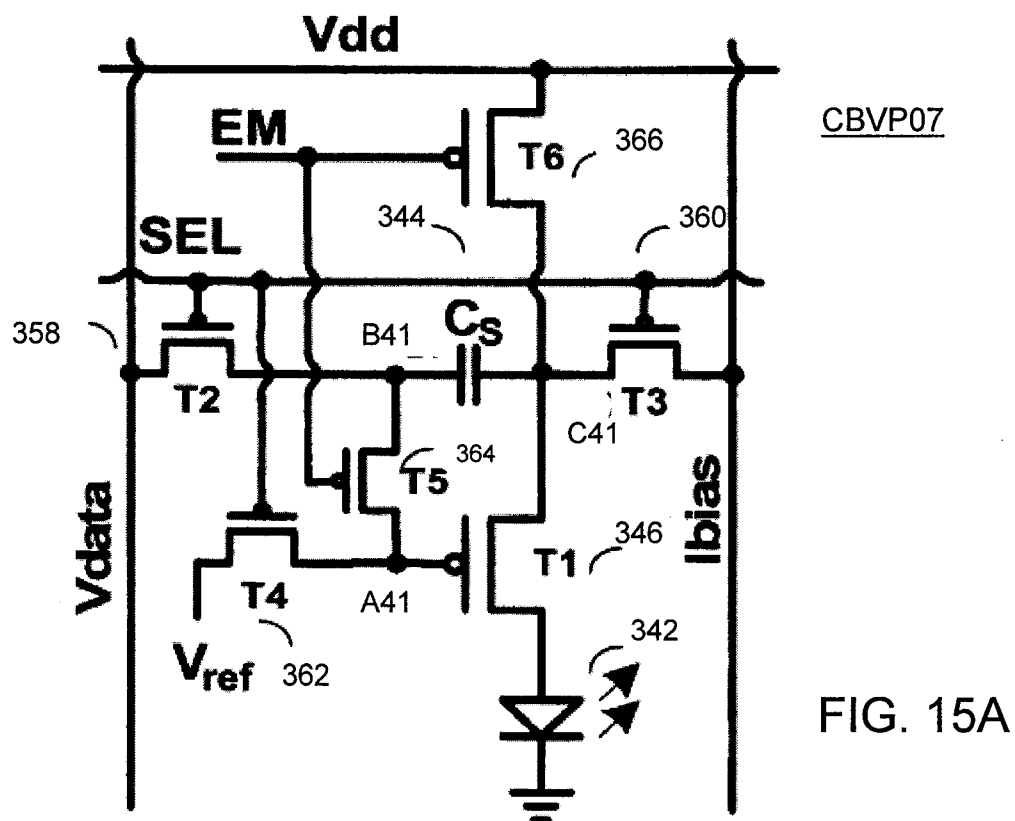 Vdd
CBVP07
EM
T6
366
344
360
SEL
358
B41
CS
T2
T3
C41
364
T5
Vdata
Ibias
T1
346
A41
T4
342
Vref
362
FIG. 15A